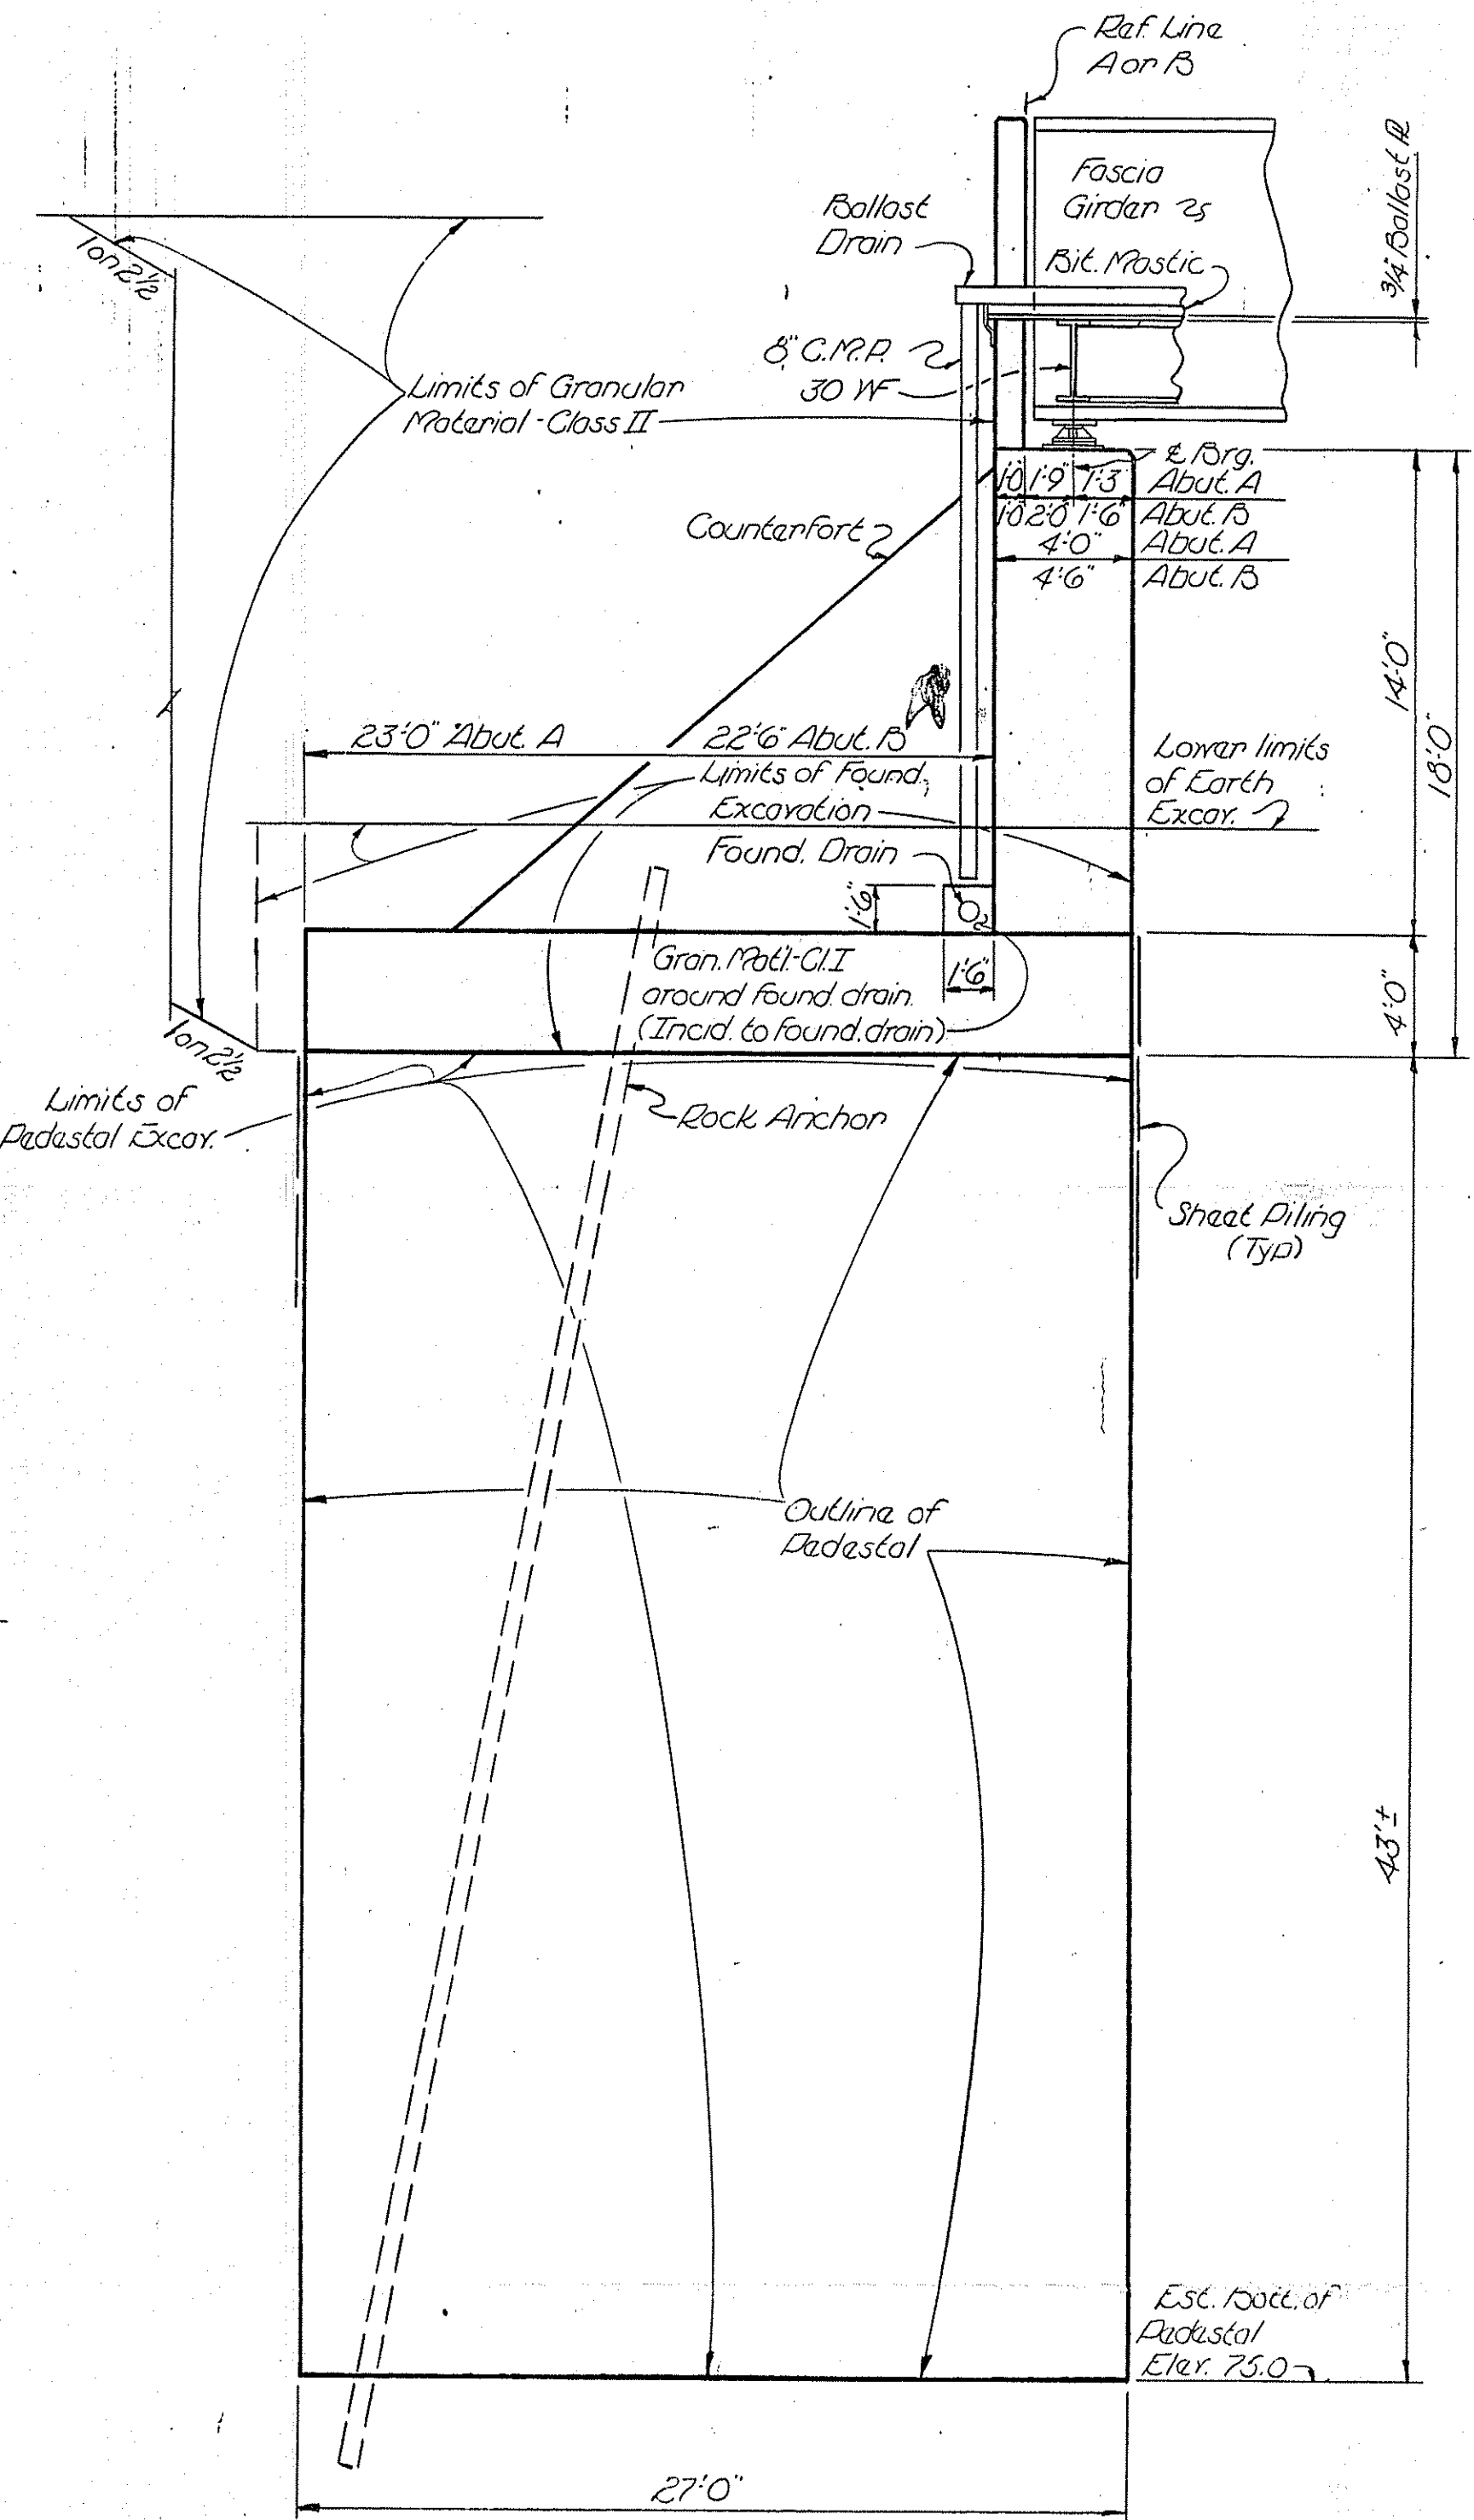 Ref. Line
A or B
Fascia
Girder
3/4 Ballast PL
Ballast
Drain
Bit. Mastic
1 on 2½
8" C.M.P.
30 WF
Limits of Granular
Material - Class II
℄ Brg.
1'-0 1'-9" 1'-3 Abut. A
1'-0 2'-0 1'-6" Abut. B
4'-0" Abut. A
4'-6" Abut. B
Counterfort
14'-0"
18'-0"
23'-0" Abut. A
22'-6" Abut. B
Limits of Found.
Excavation
Lower limits
of Earth
Excav.
Found. Drain
1'-6"
1'-6"
Gran. Mat'l.-Cl. I
around found. drain.
(Incid. to found. drain)
4'-0"
1 on 2½
Limits of
Pedestal Excav.
Rock Anchor
Sheet Piling
(Typ)
Outline of
Pedestal
43'±
Est. Bott. of
Pedestal
Elev. 75.0
27'-0"